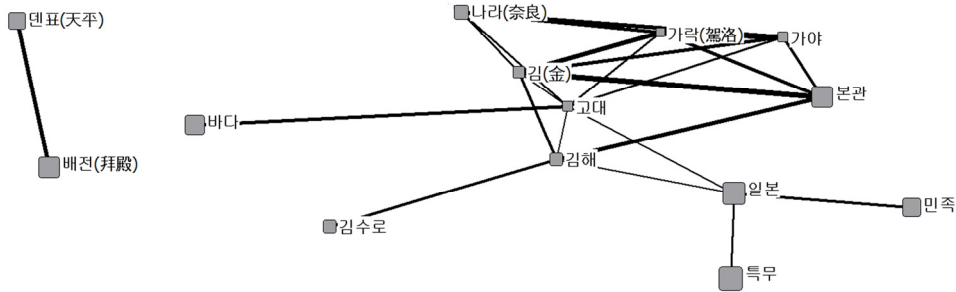 나라(奈良)
덴표(天平)
가락(駕洛)
가야
김(金)
본관
고대
바다
배전(拜殿)
김해
일본
민족
김수로
특무